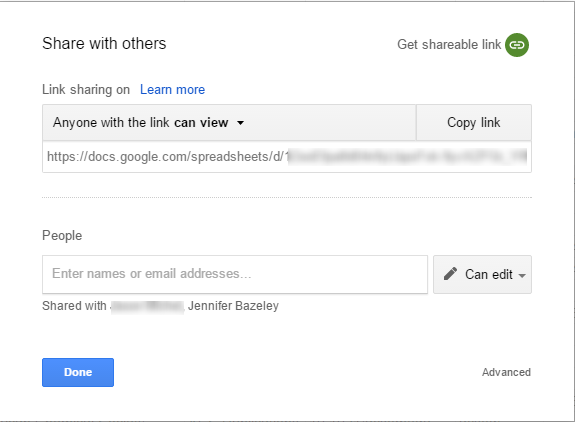 Share with others
Get shareable link
Link sharing on Learn more
Anyone with the link can view
Copy link
https://docs.google.com/spreadsheets/d/1
People
Enter names or email addresses...
Can edit
Shared with , Jennifer Bazeley
Done
Advanced